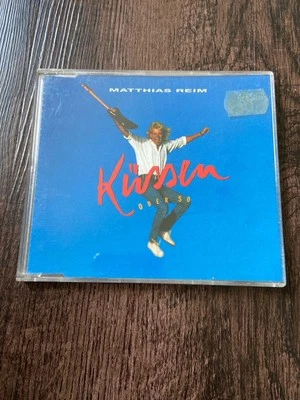 MATTHIAS REIM
Küssen
ODER SO